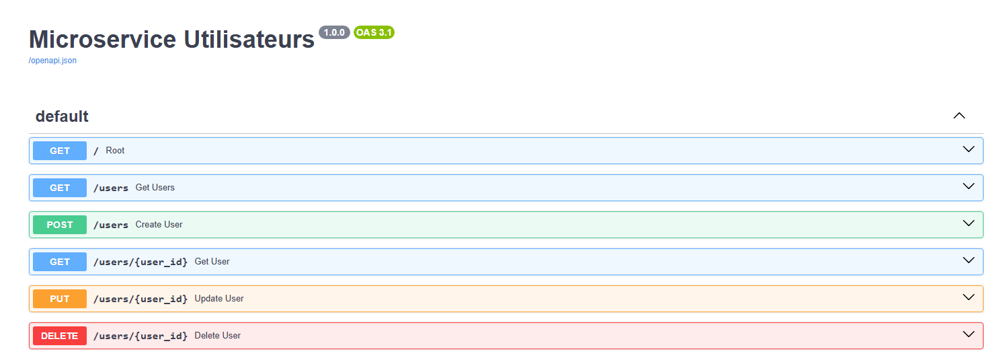 Microservice Utilisateurs 1.0.0 OAS 3.1
/openapi.json
default
GET / Root
GET /users Get Users
POST /users Create User
GET /users/{user_id} Get User
PUT /users/{user_id} Update User
DELETE /users/{user_id} Delete User